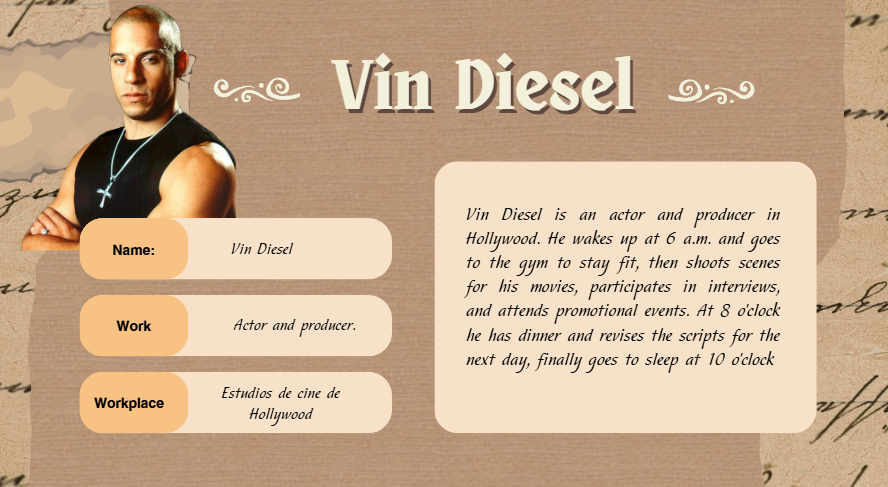 Vin Diesel
Name:
Vin Diesel
Work
Actor and producer.
Workplace
Estudios de cine de
Hollywood
Vin Diesel is an actor and producer in
Hollywood. He wakes up at 6 a.m. and goes
to the gym to stay fit, then shoots scenes
for his movies, participates in interviews,
and attends promotional events. At 8 o'clock
he has dinner and revises the scripts for the
next day, finally goes to sleep at 10 o'clock